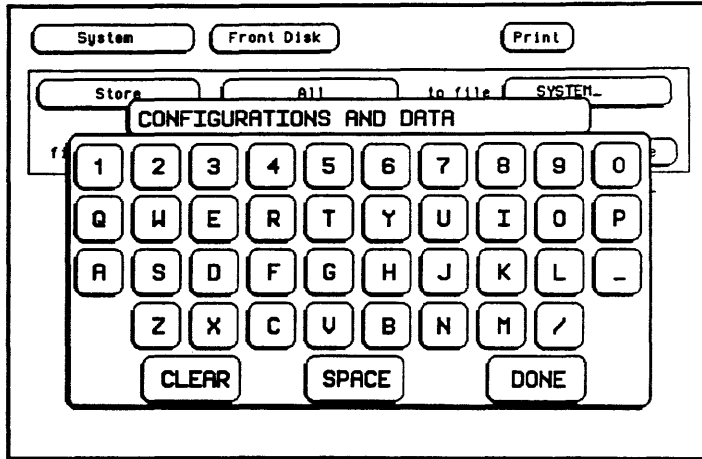 System Front Disk Print
Store All to file SYSTEM_
CONFIGURATIONS AND DATA
1 2 3 4 5 6 7 8 9 0
Q W E R T Y U I O P
A S D F G H J K L _
Z X C V B N M /
CLEAR SPACE DONE